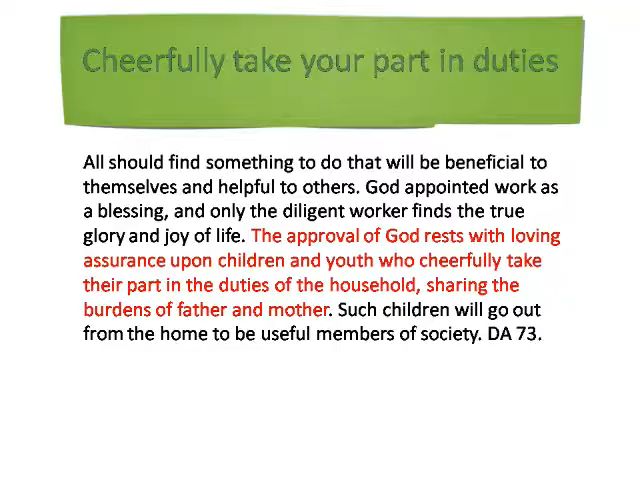 Cheerfully take your part in duties
All should find something to do that will be beneficial to
themselves and helpful to others. God appointed work as
a blessing, and only the diligent worker finds the true
glory and joy of life. The approval of God rests with loving
assurance upon children and youth who cheerfully take
their part in the duties of the household, sharing the
burdens of father and mother. Such children will go out
from the home to be useful members of society. DA 73.